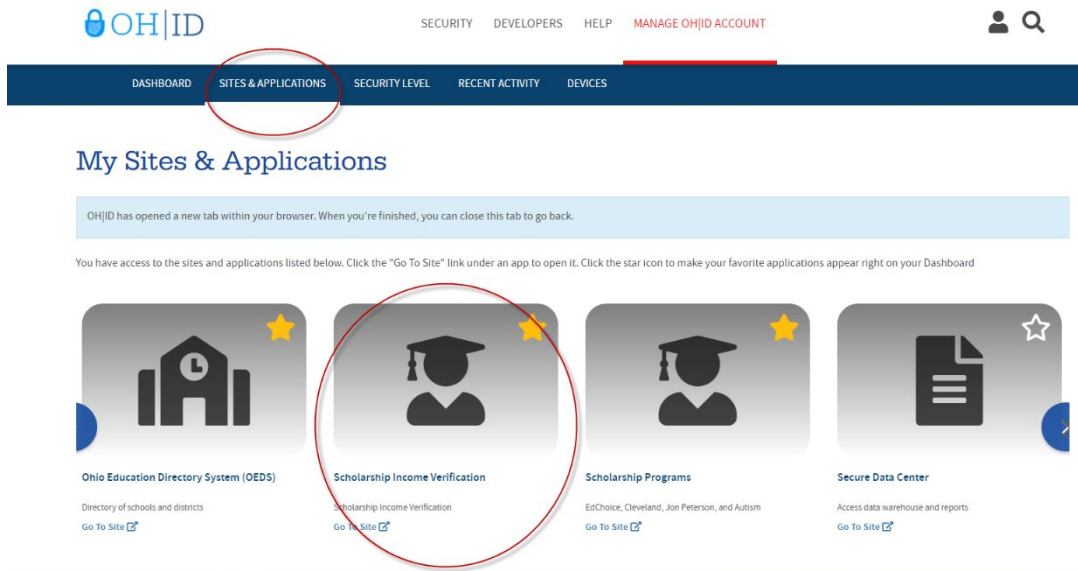 OH|ID
SECURITY DEVELOPERS HELP MANAGE OH|ID ACCOUNT
DASHBOARD SITES & APPLICATIONS SECURITY LEVEL RECENT ACTIVITY DEVICES
My Sites & Applications
OH|ID has opened a new tab within your browser. When you're finished, you can close this tab to go back.
You have access to the sites and applications listed below. Click the "Go To Site" link under an app to open it. Click the star icon to make your favorite applications appear right on your Dashboard
Ohio Education Directory System (OEDS)
Directory of schools and districts
Go To Site
Scholarship Income Verification
Scholarship Income Verification
Go To Site
Scholarship Programs
EdChoice, Cleveland, Jon Peterson, and Autism
Go To Site
Secure Data Center
Access data warehouse and reports
Go To Site